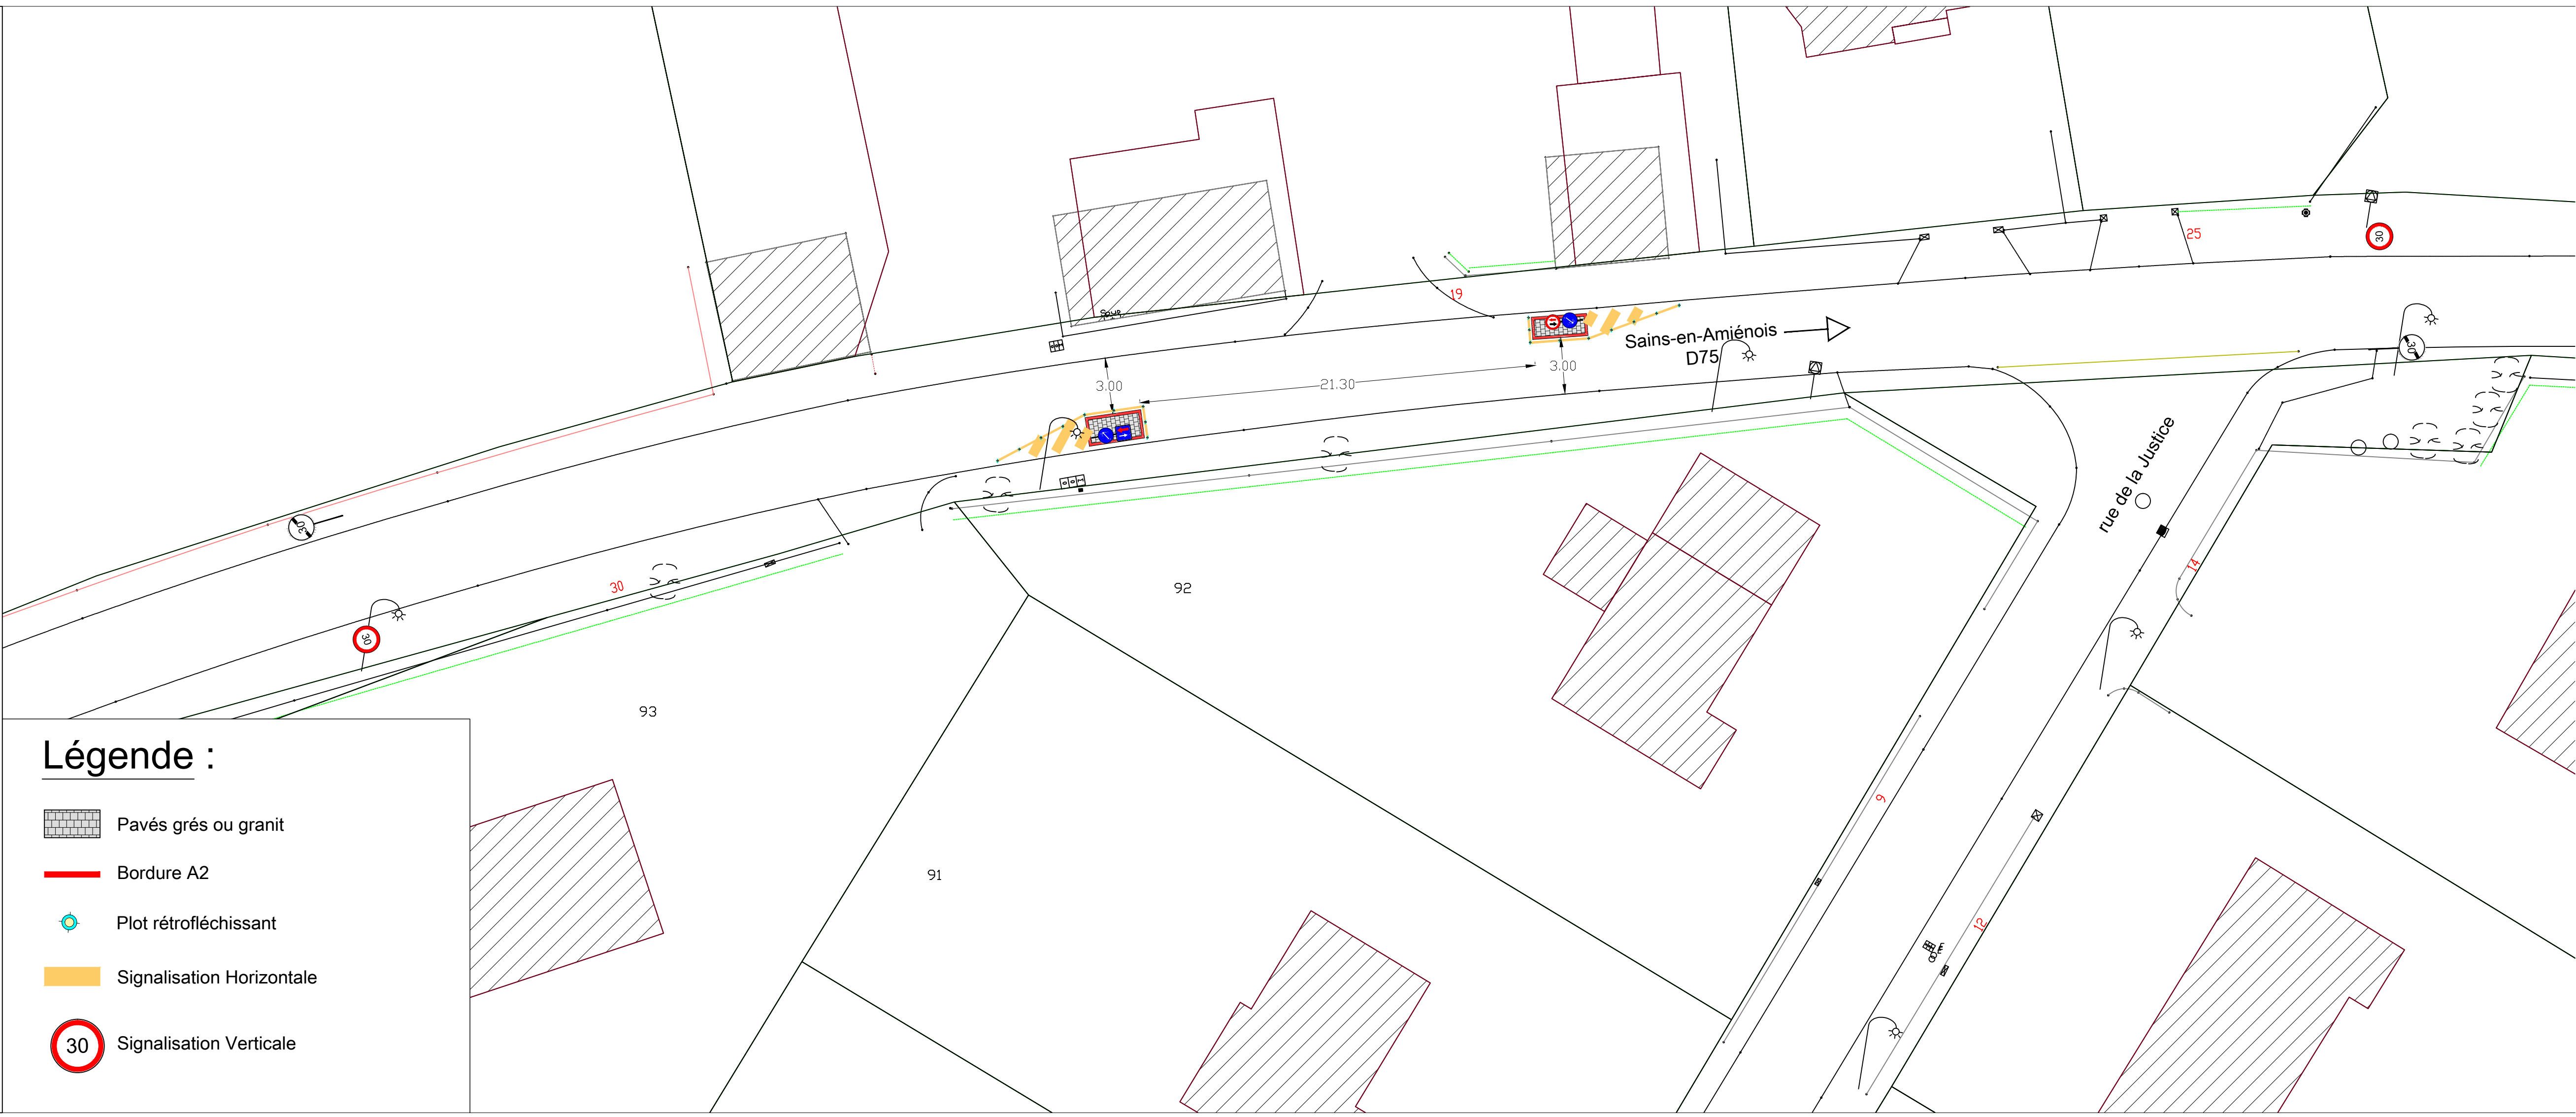 25
30
19
Sains-en-Amiénois
D75
3.00
21.30
3.00
30
30
30
30
rue de la Justice
14
92
93
91
9
12
Légende :
Pavés grés ou granit
Bordure A2
Plot rétrofléchissant
Signalisation Horizontale
30
Signalisation Verticale